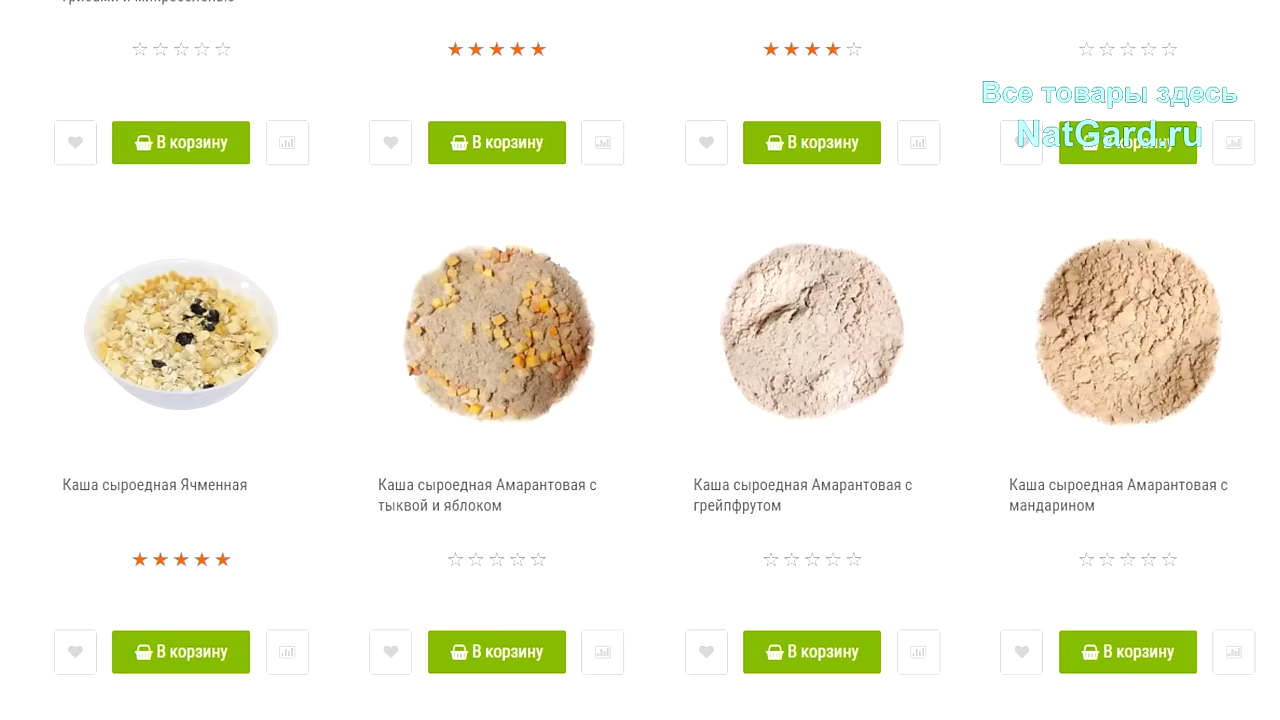 Все товары здесь
NatGard.ru
В корзину
В корзину
В корзину
В корзину
Каша сыроедная Ячменная
Каша сыроедная Амарантовая с
тыквой и яблоком
Каша сыроедная Амарантовая с
грейпфрутом
Каша сыроедная Амарантовая с
мандарином
В корзину
В корзину
В корзину
В корзину